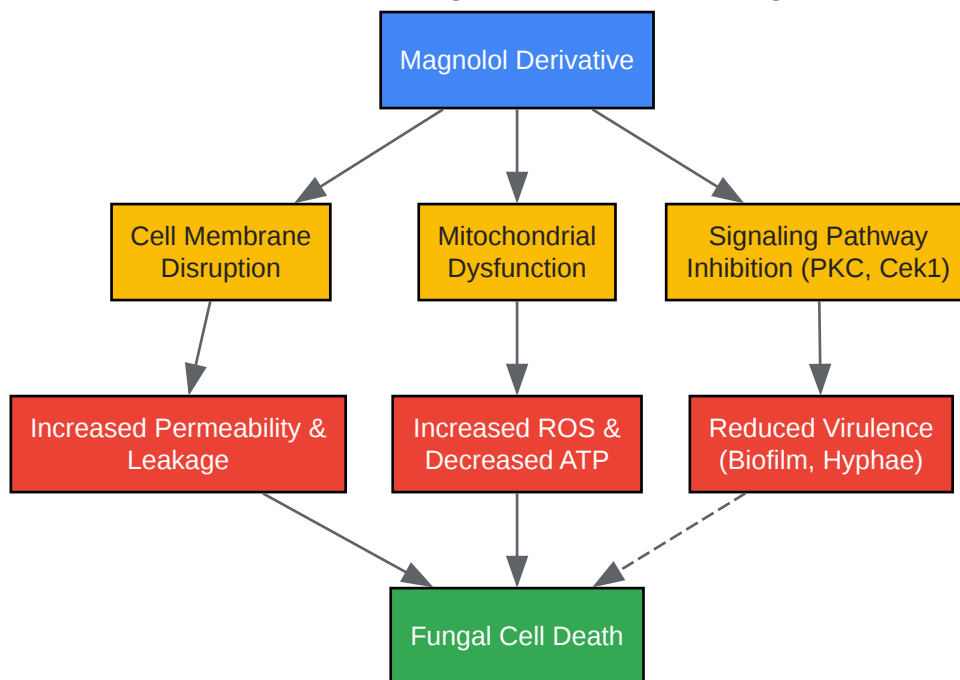 Magnolol Derivative
Cell Membrane
Disruption
Mitochondrial
Dysfunction
Signaling Pathway
Inhibition (PKC, Cek1)
Increased Permeability &
Leakage
Increased ROS &
Decreased ATP
Reduced Virulence
(Biofilm, Hyphae)
Fungal Cell Death